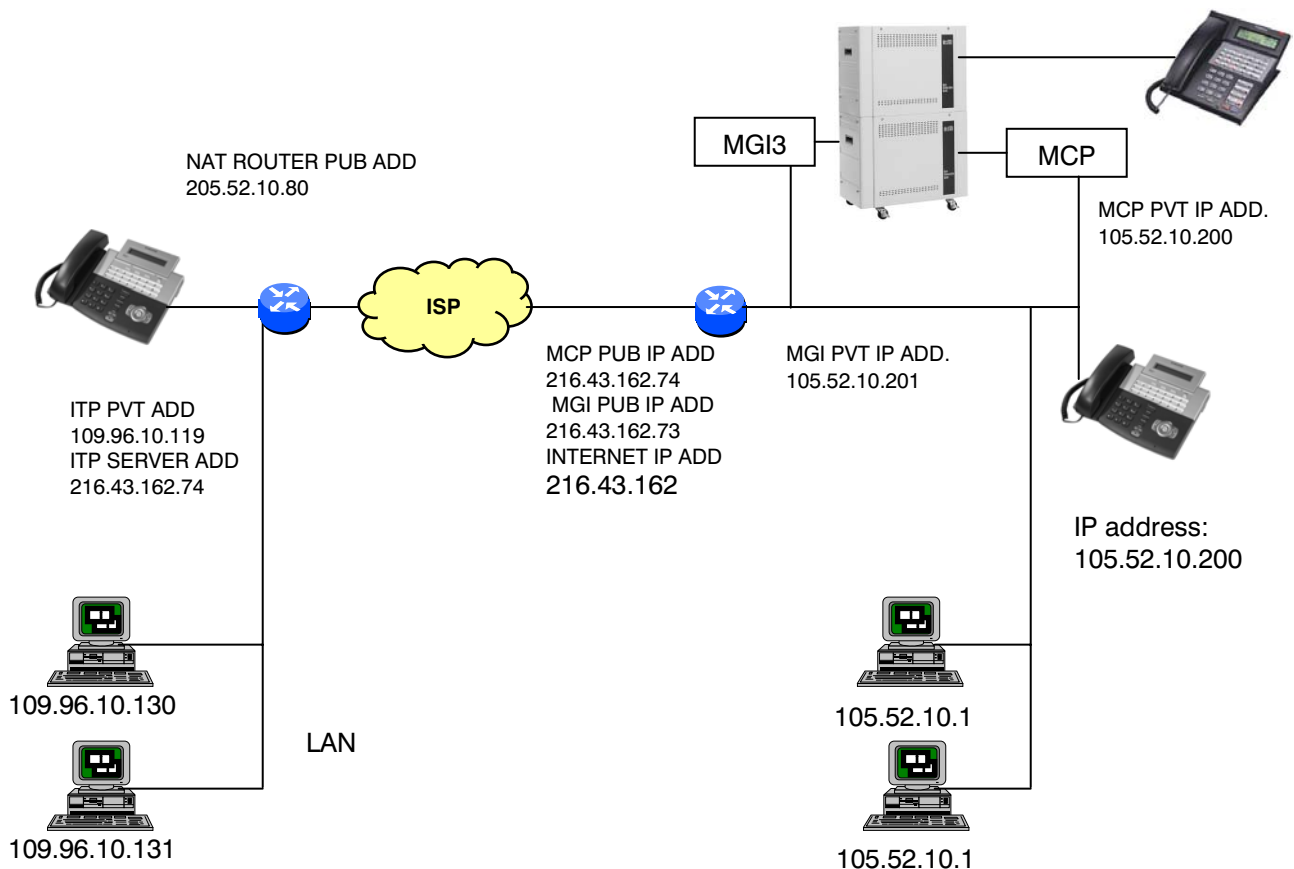 MGI3
MCP
NAT ROUTER PUB ADD
205.52.10.80
MCP PVT IP ADD.
105.52.10.200
ISP
MCP PUB IP ADD
216.43.162.74
MGI PUB IP ADD
216.43.162.73
INTERNET IP ADD
216.43.162
MGI PVT IP ADD.
105.52.10.201
ITP PVT ADD
109.96.10.119
ITP SERVER ADD
216.43.162.74
IP address:
105.52.10.200
109.96.10.130
105.52.10.1
LAN
109.96.10.131
105.52.10.1